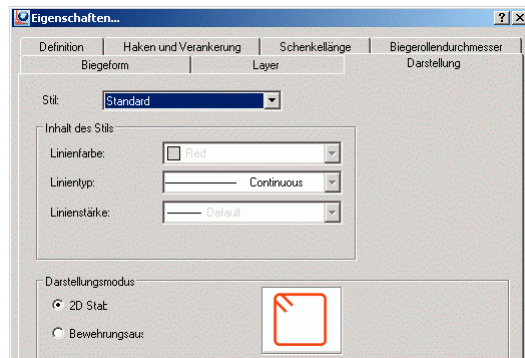 Eigenschaften...
Definition Haken und Verankerung Schenkellänge Biegerollendurchmesser
Biegeform Layer Darstellung
Stil: Standard
Inhalt des Stils
Linienfarbe: Red
Linientyp: Continuous
Linienstärke: Default
Darstellungsmodus
2D Stab
Bewehrungsaus